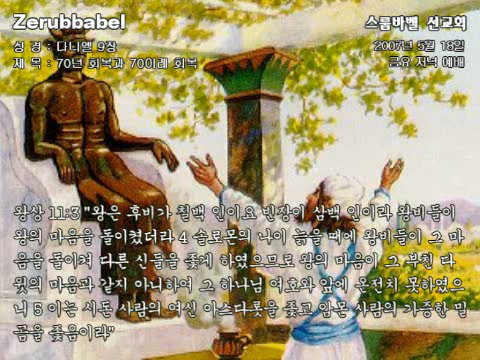 Zerubbabel
스룹바벨 선교회
성 경 : 다니엘 9장
2007년 5월 18일
제 목 : 70년 회복과 70이레 회복
금요 저녁 예배
왕상 11:3 "왕은 후비가 칠백 인이요 빈장이 삼백 인이라 왕비들이
왕의 마음을 돌이켰더라 4 솔로몬의 나이 늙을 때에 왕비들이 그 마
음을 돌이켜 다른 신들을 좇게 하였으므로 왕의 마음이 그 부친 다
윗의 마음과 같지 아니하여 그 하나님 여호와 앞에 온전치 못하였으
니 5 이는 시돈 사람의 여신 아스다롯을 좇고 암몬 사람의 가증한 밀
곰을 좇음이라"